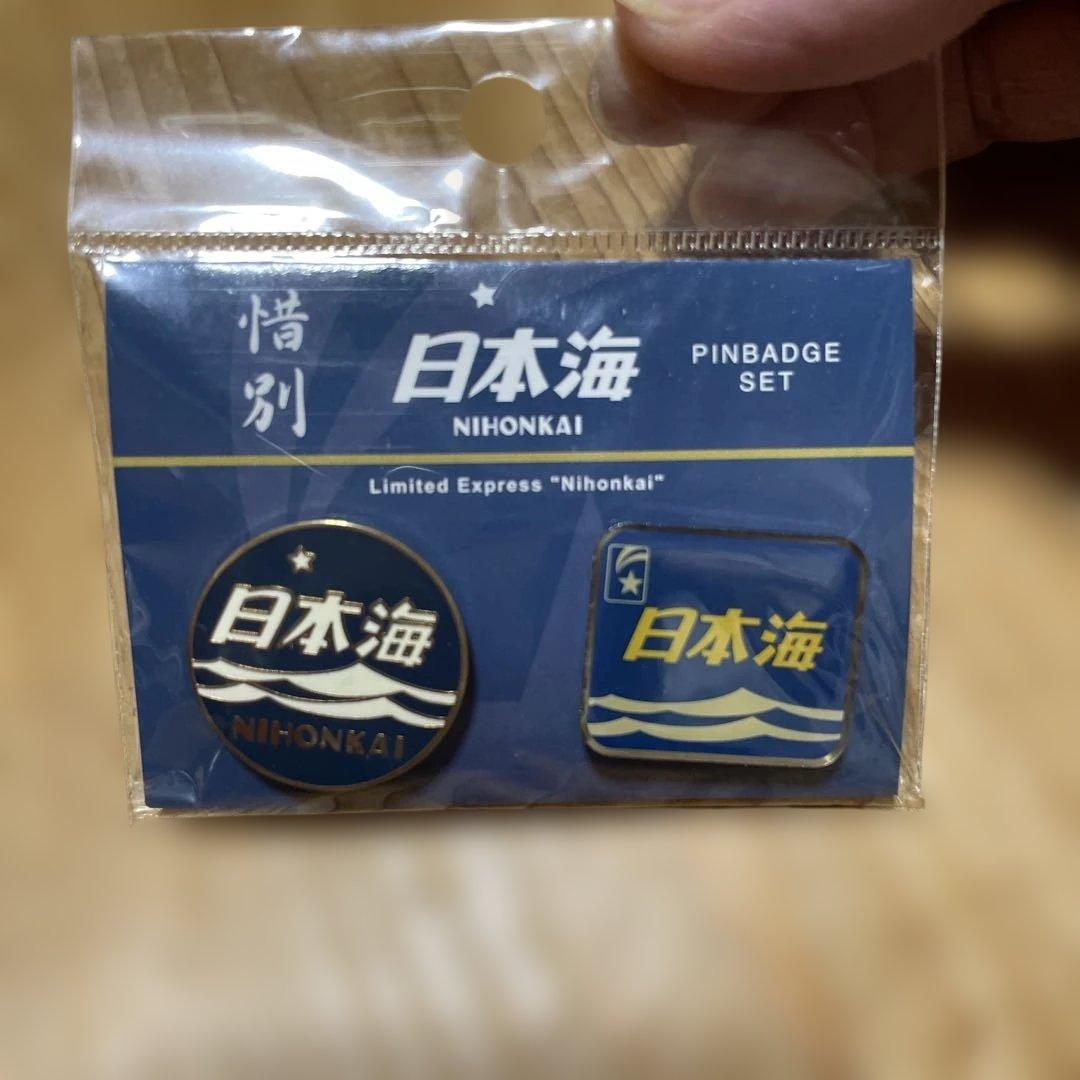 惜別
日本海
NIHONKAI
PINBADGE
SET
Limited Express "Nihonkai"
日本海
NIHONKAI
日本海